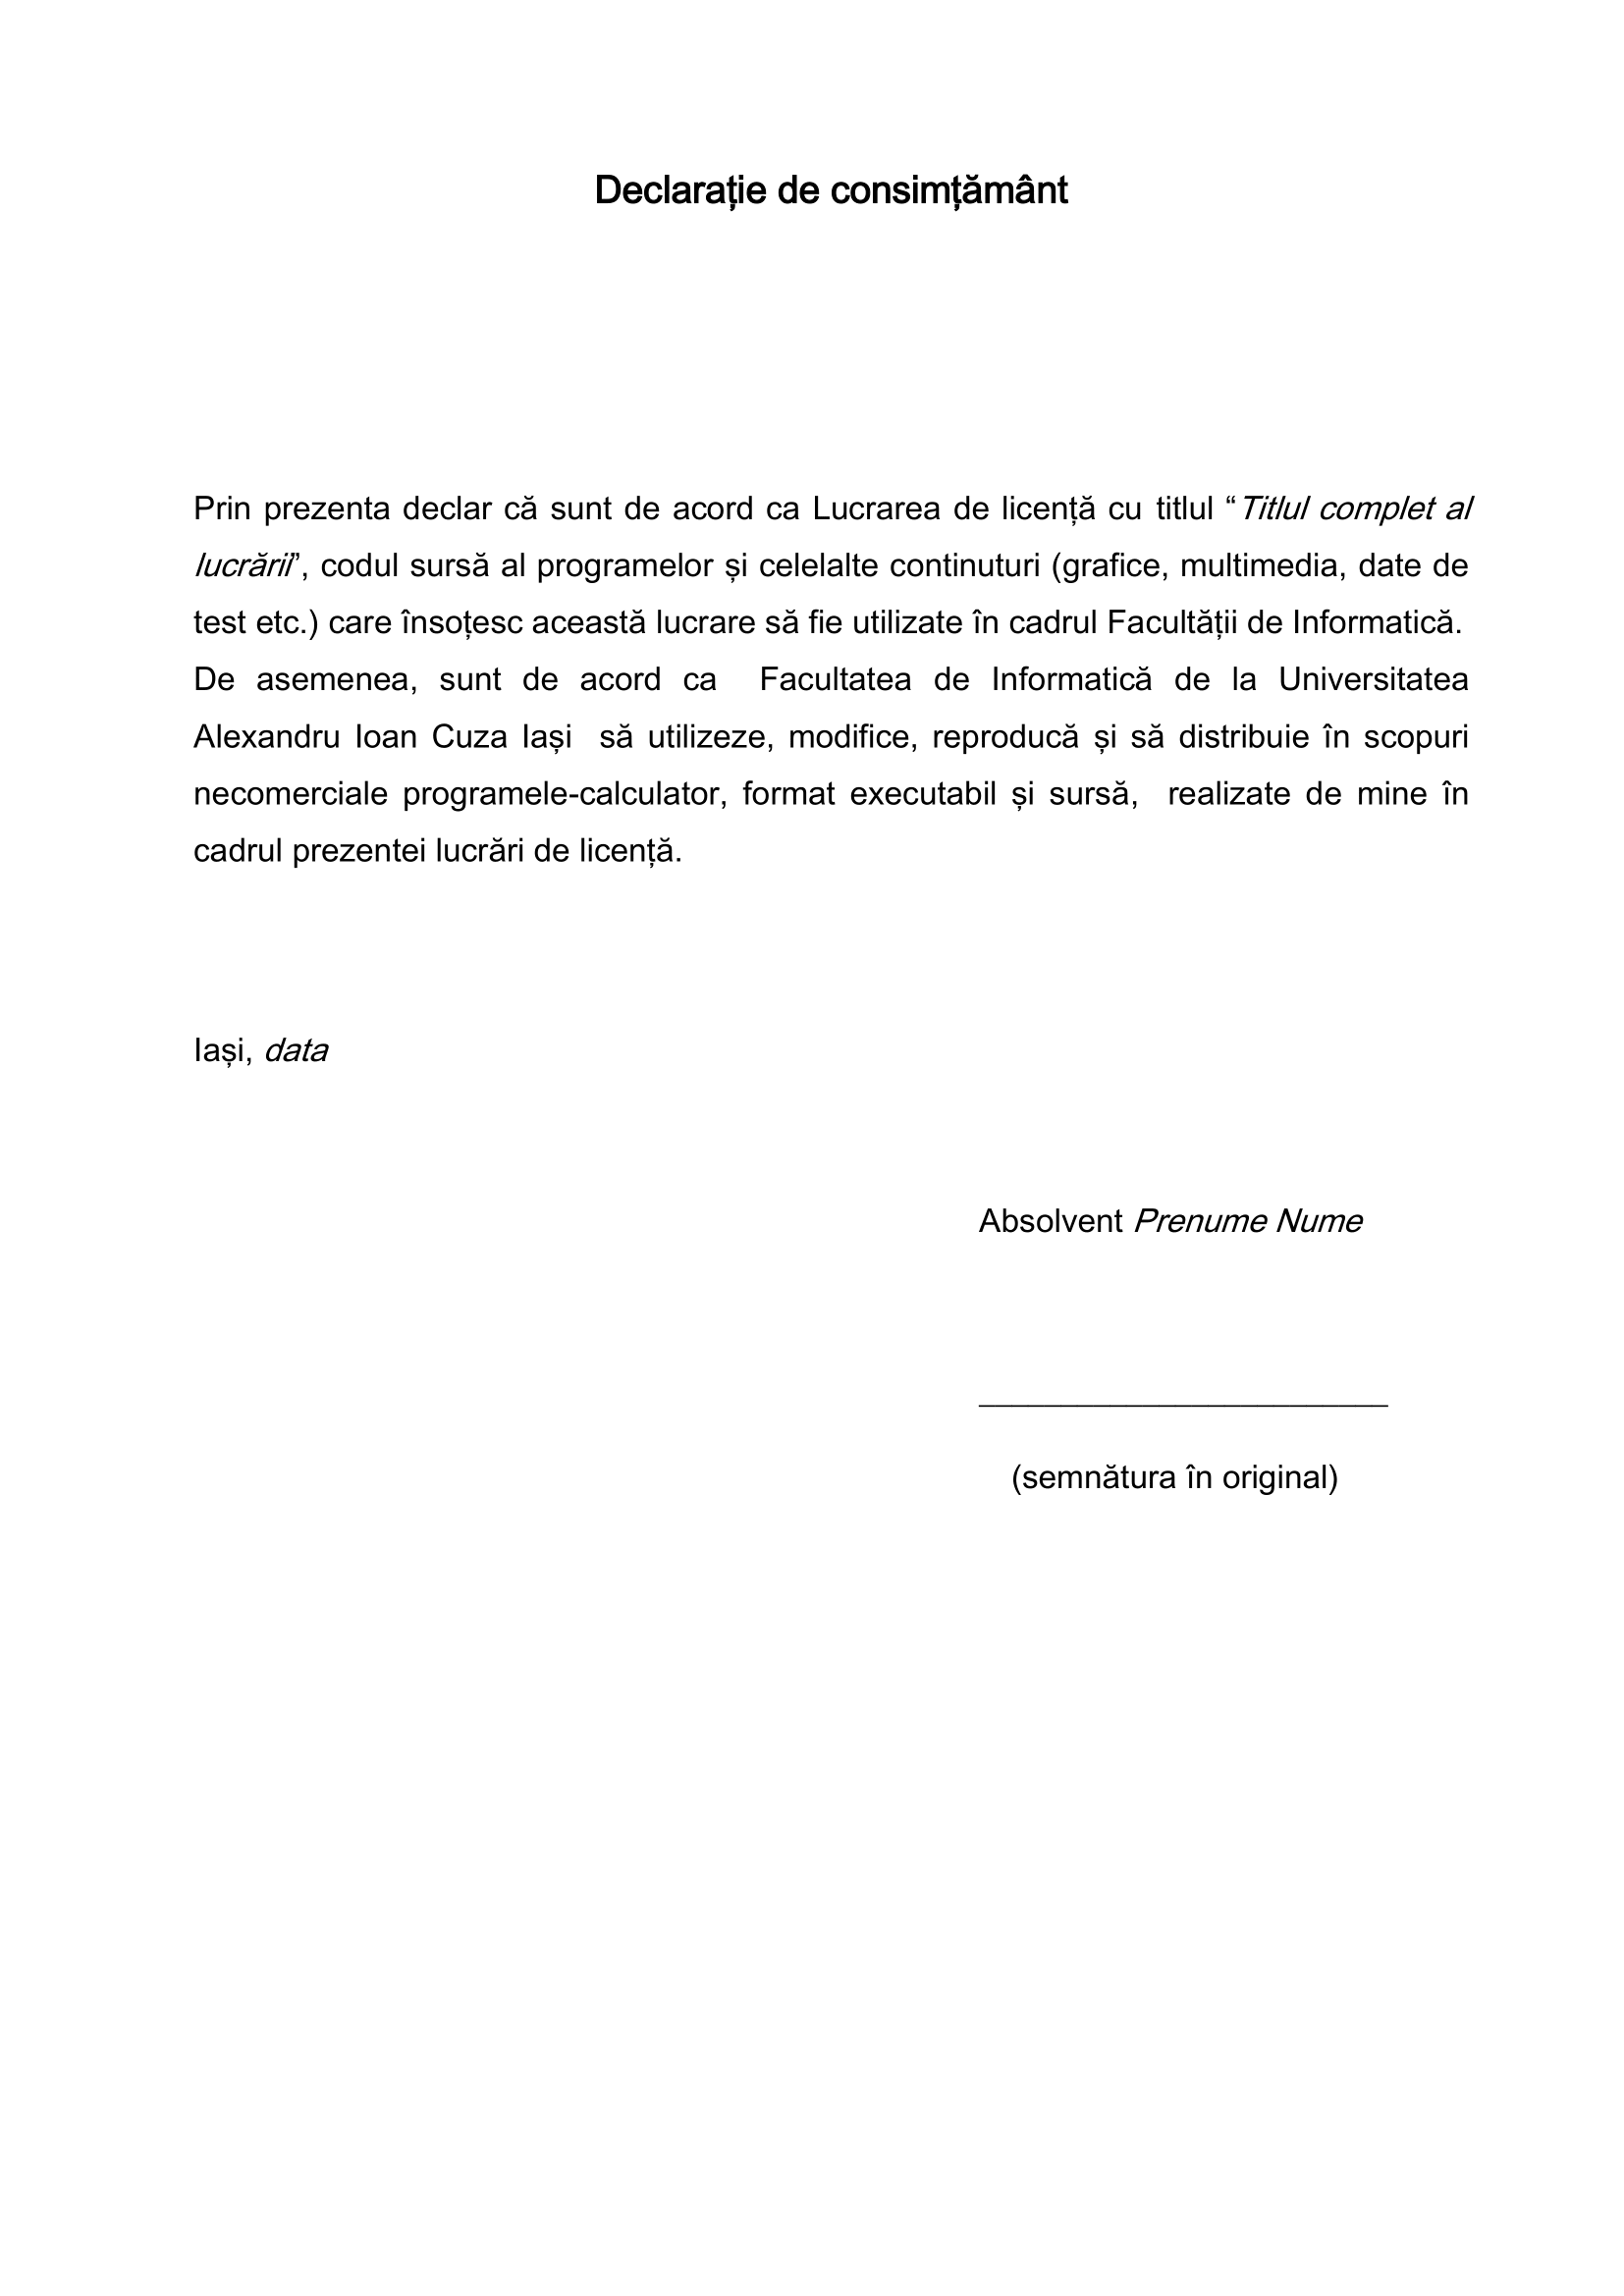 Declarație de consimțământ
Prin prezenta declar că sunt de acord ca Lucrarea de licență cu titlul “Titlul complet al
lucrării”, codul sursă al programelor și celelalte continuturi (grafice, multimedia, date de
test etc.) care însoțesc această lucrare să fie utilizate în cadrul Facultății de Informatică.
De asemenea, sunt de acord ca Facultatea de Informatică de la Universitatea
Alexandru Ioan Cuza Iași să utilizeze, modifice, reproducă și să distribuie în scopuri
necomerciale programele-calculator, format executabil și sursă, realizate de mine în
cadrul prezentei lucrări de licență.
Iași, data
Absolvent Prenume Nume
_________________________
(semnătura în original)